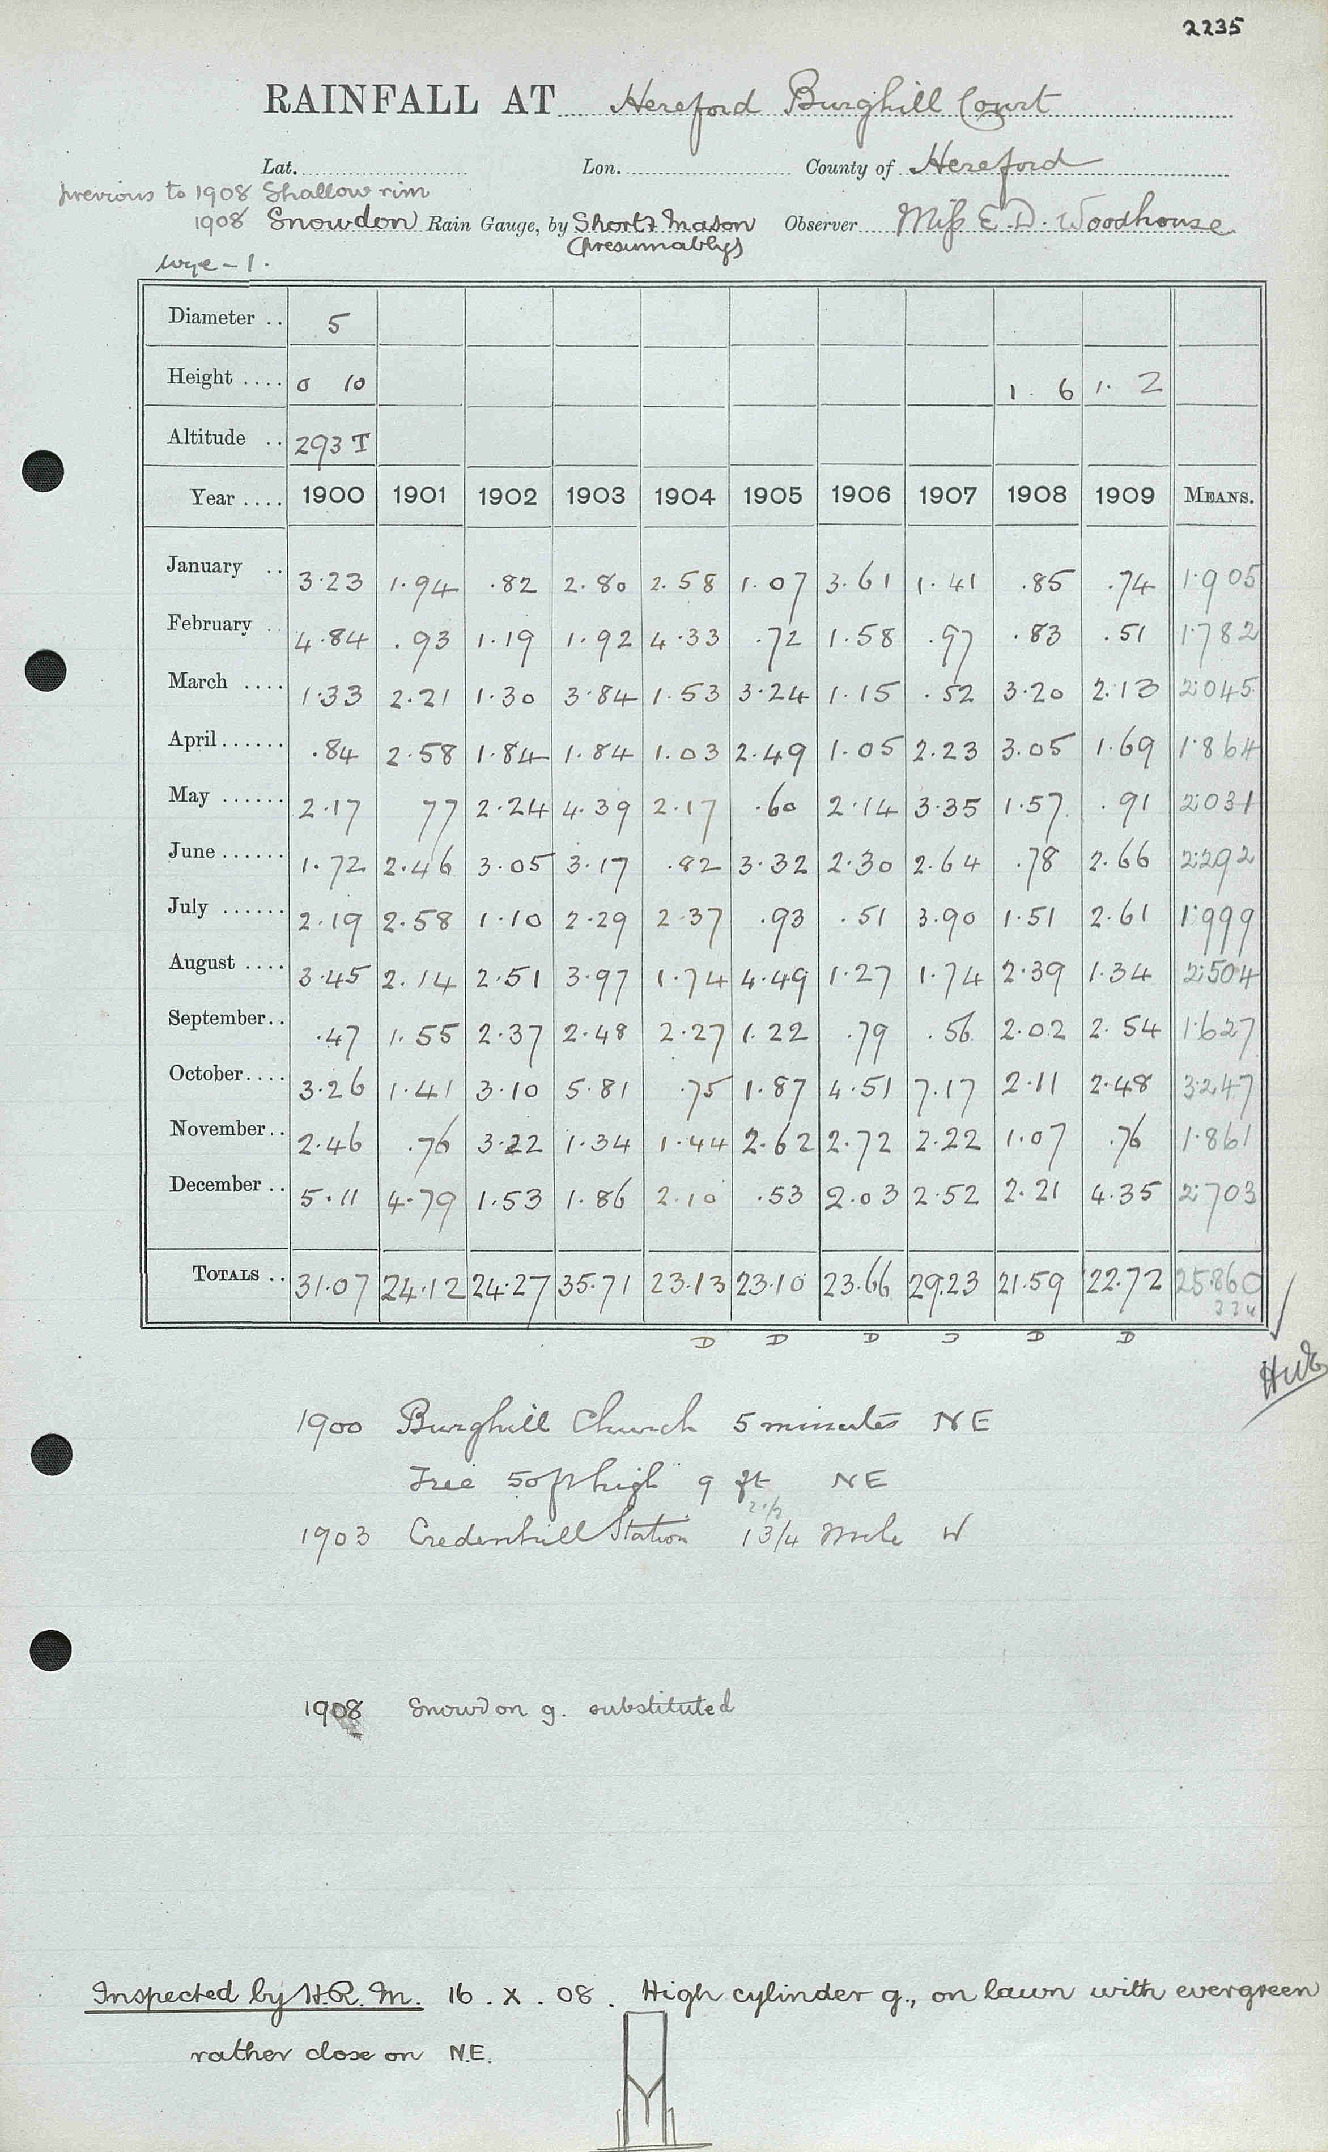 2235
RAINFALL AT Hereford Burghill Court
Lat. Lon. County of Hereford
previous to 1908 Shallow rim
1908 Snowdon Rain Gauge, by Short & Mason Observer Miss E. D. Woodhouse
(presumably)
Wye - 1.
Diameter .. 5
Height .... 0 10 1. 6 1. 2
Altitude .. 293 T
Year .... 1900 1901 1902 1903 1904 1905 1906 1907 1908 1909 MEANS.
January .. 3.23 1.94 .82 2.80 2.58 1.07 3.61 1.41 .85 .74 1.905
February .. 4.84 .93 1.19 1.92 4.33 .72 1.58 .97 .83 .51 1.782
March .... 1.33 2.21 1.30 3.84 1.53 3.24 1.15 .52 3.20 2.13 2.045
April...... .84 2.58 1.84 1.84 1.03 2.49 1.05 2.23 3.05 1.69 1.864
May ...... 2.17 77 2.24 4.39 2.17 .60 2.14 3.35 1.57 .91 2.031
June ...... 1.72 2.46 3.05 3.17 .82 3.32 2.30 2.64 .78 2.66 2.292
July ...... 2.19 2.58 1.10 2.29 2.37 .93 .51 3.90 1.51 2.61 1.999
August .... 3.45 2.14 2.51 3.97 1.74 4.49 1.27 1.74 2.39 1.34 2.504
September.. .47 1.55 2.37 2.48 2.27 1.22 .79 .56 2.02 2.54 1.627
October.... 3.26 1.41 3.10 5.81 .75 1.87 4.51 7.17 2.11 2.48 3.247
November.. 2.46 .76 3.22 1.34 1.44 2.62 2.72 2.22 1.07 .76 1.861
December .. 5.11 4.79 1.53 1.86 2.10 .53 2.03 2.52 2.21 4.35 2.703
TOTALS .. 31.07 24.12 24.27 35.71 23.13 23.10 23.66 29.23 21.59 22.72 25.860
D D D D D D
1900 Burghill Church 5 minutes NE
Tree 50ft high 9 ft NE
2 1/2
1903 Credenhill Station 1 3/4 Mile W
1908 Snowdon g. substituted
Inspected by H.R.M. 16. X. 08. High cylinder g., on lawn with evergreen
rather close on N.E.